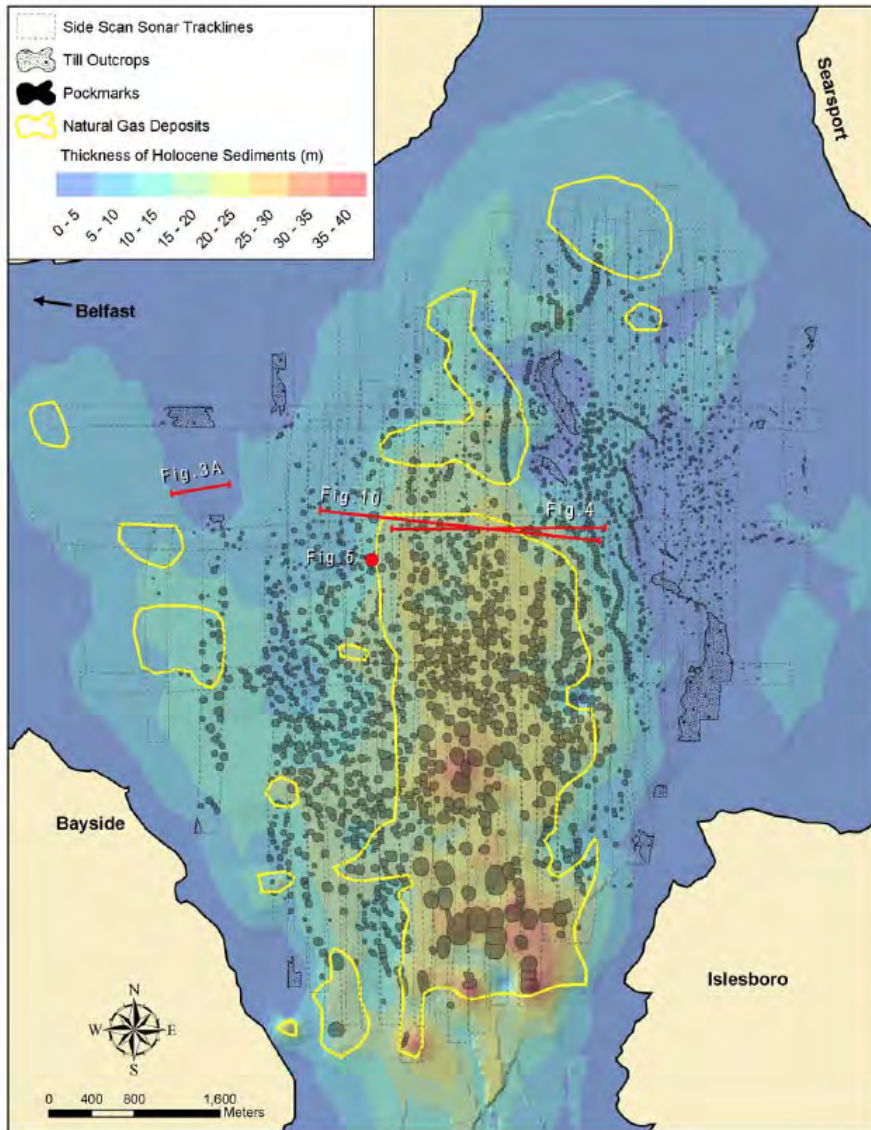 Side Scan Sonar Tracklines
Till Outcrops
Pockmarks
Natural Gas Deposits
Thickness of Holocene Sediments (m)
0 - 5
5 - 10
10 - 15
15 - 20
20 - 25
25 - 30
30 - 35
35 - 40
Searsport
Belfast
Fig.3A
Fig.10
Fig.4
Fig.5
Bayside
Islesboro
N
W E
S
0 400 800 1,600
Meters